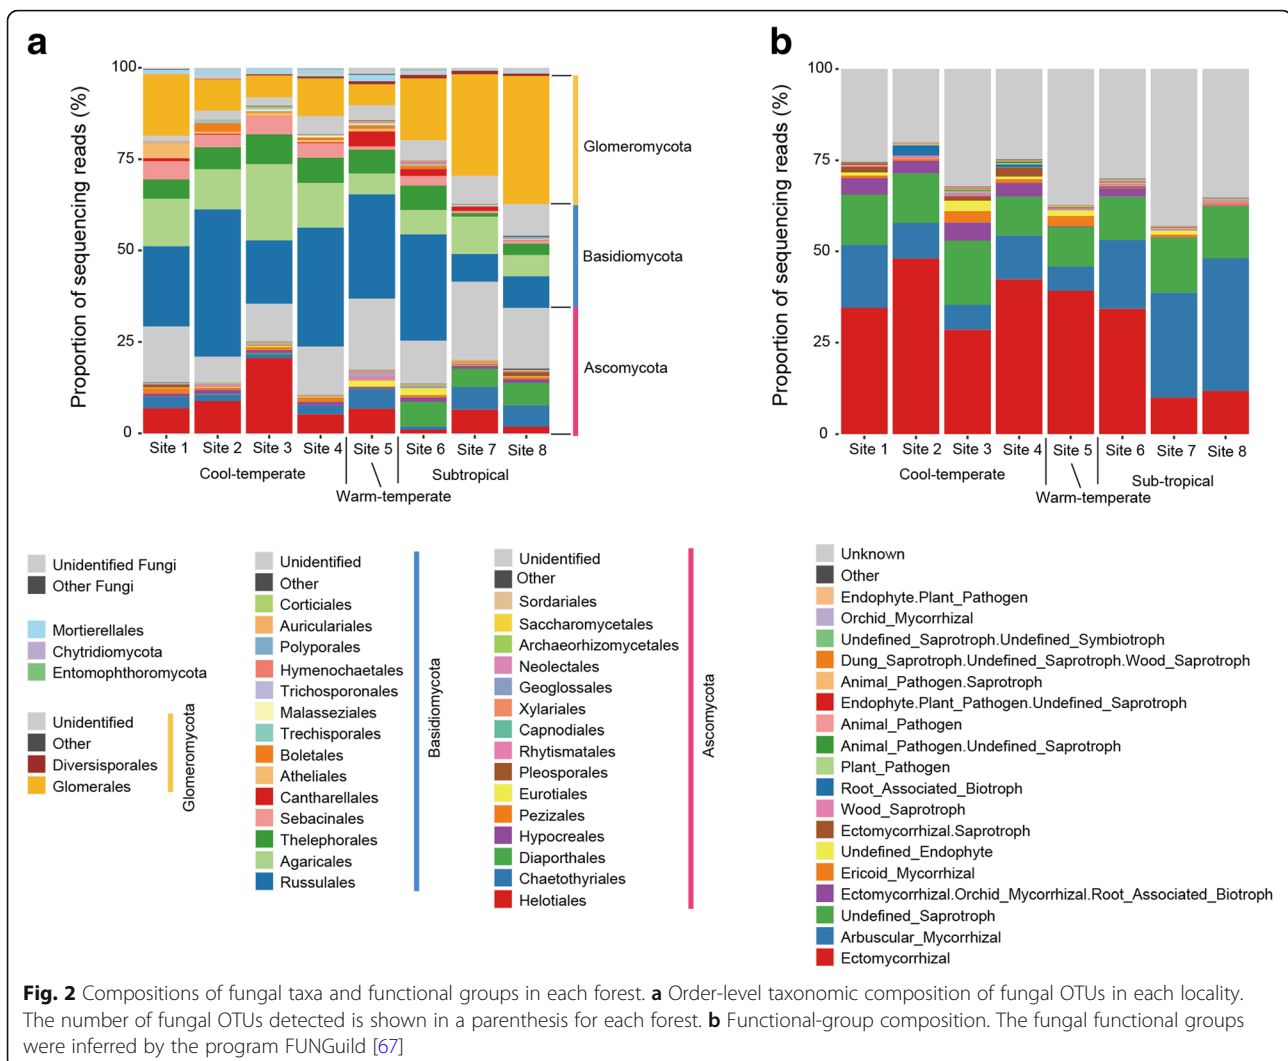 a
Proportion of sequencing reads (%)
100
75
50
25
0
Site 1
Site 2
Site 3
Site 4
Site 5
Site 6
Site 7
Site 8
Cool-temperate
Subtropical
Warm-temperate
Glomeromycota
Basidiomycota
Ascomycota
b
Proportion of sequencing reads (%)
100
75
50
25
0
Site 1
Site 2
Site 3
Site 4
Site 5
Site 6
Site 7
Site 8
Cool-temperate
Sub-tropical
Warm-temperate
Unidentified Fungi
Other Fungi
Mortierellales
Chytridiomycota
Entomophthoromycota
Unidentified
Other
Diversisporales
Glomerales
Glomeromycota
Unidentified
Other
Corticiales
Auriculariales
Polyporales
Hymenochaetales
Trichosporonales
Malasseziales
Trechisporales
Boletales
Atheliales
Cantharellales
Sebacinales
Thelephorales
Agaricales
Russulales
Basidiomycota
Unidentified
Other
Sordariales
Saccharomycetales
Archaeorhizomycetales
Neolectales
Geoglossales
Xylariales
Capnodiales
Rhytismatales
Pleosporales
Eurotiales
Pezizales
Hypocreales
Diaporthales
Chaetothyriales
Helotiales
Ascomycota
Unknown
Other
Endophyte.Plant_Pathogen
Orchid_Mycorrhizal
Undefined_Saprotroph.Undefined_Symbiotroph
Dung_Saprotroph.Undefined_Saprotroph.Wood_Saprotroph
Animal_Pathogen.Saprotroph
Endophyte.Plant_Pathogen.Undefined_Saprotroph
Animal_Pathogen
Animal_Pathogen.Undefined_Saprotroph
Plant_Pathogen
Root_Associated_Biotroph
Wood_Saprotroph
Ectomycorrhizal.Saprotroph
Undefined_Endophyte
Ericoid_Mycorrhizal
Ectomycorrhizal.Orchid_Mycorrhizal.Root_Associated_Biotroph
Undefined_Saprotroph
Arbuscular_Mycorrhizal
Ectomycorrhizal
Fig. 2 Compositions of fungal taxa and functional groups in each forest. a Order-level taxonomic composition of fungal OTUs in each locality.
The number of fungal OTUs detected is shown in a parenthesis for each forest. b Functional-group composition. The fungal functional groups
were inferred by the program FUNGuild [67]